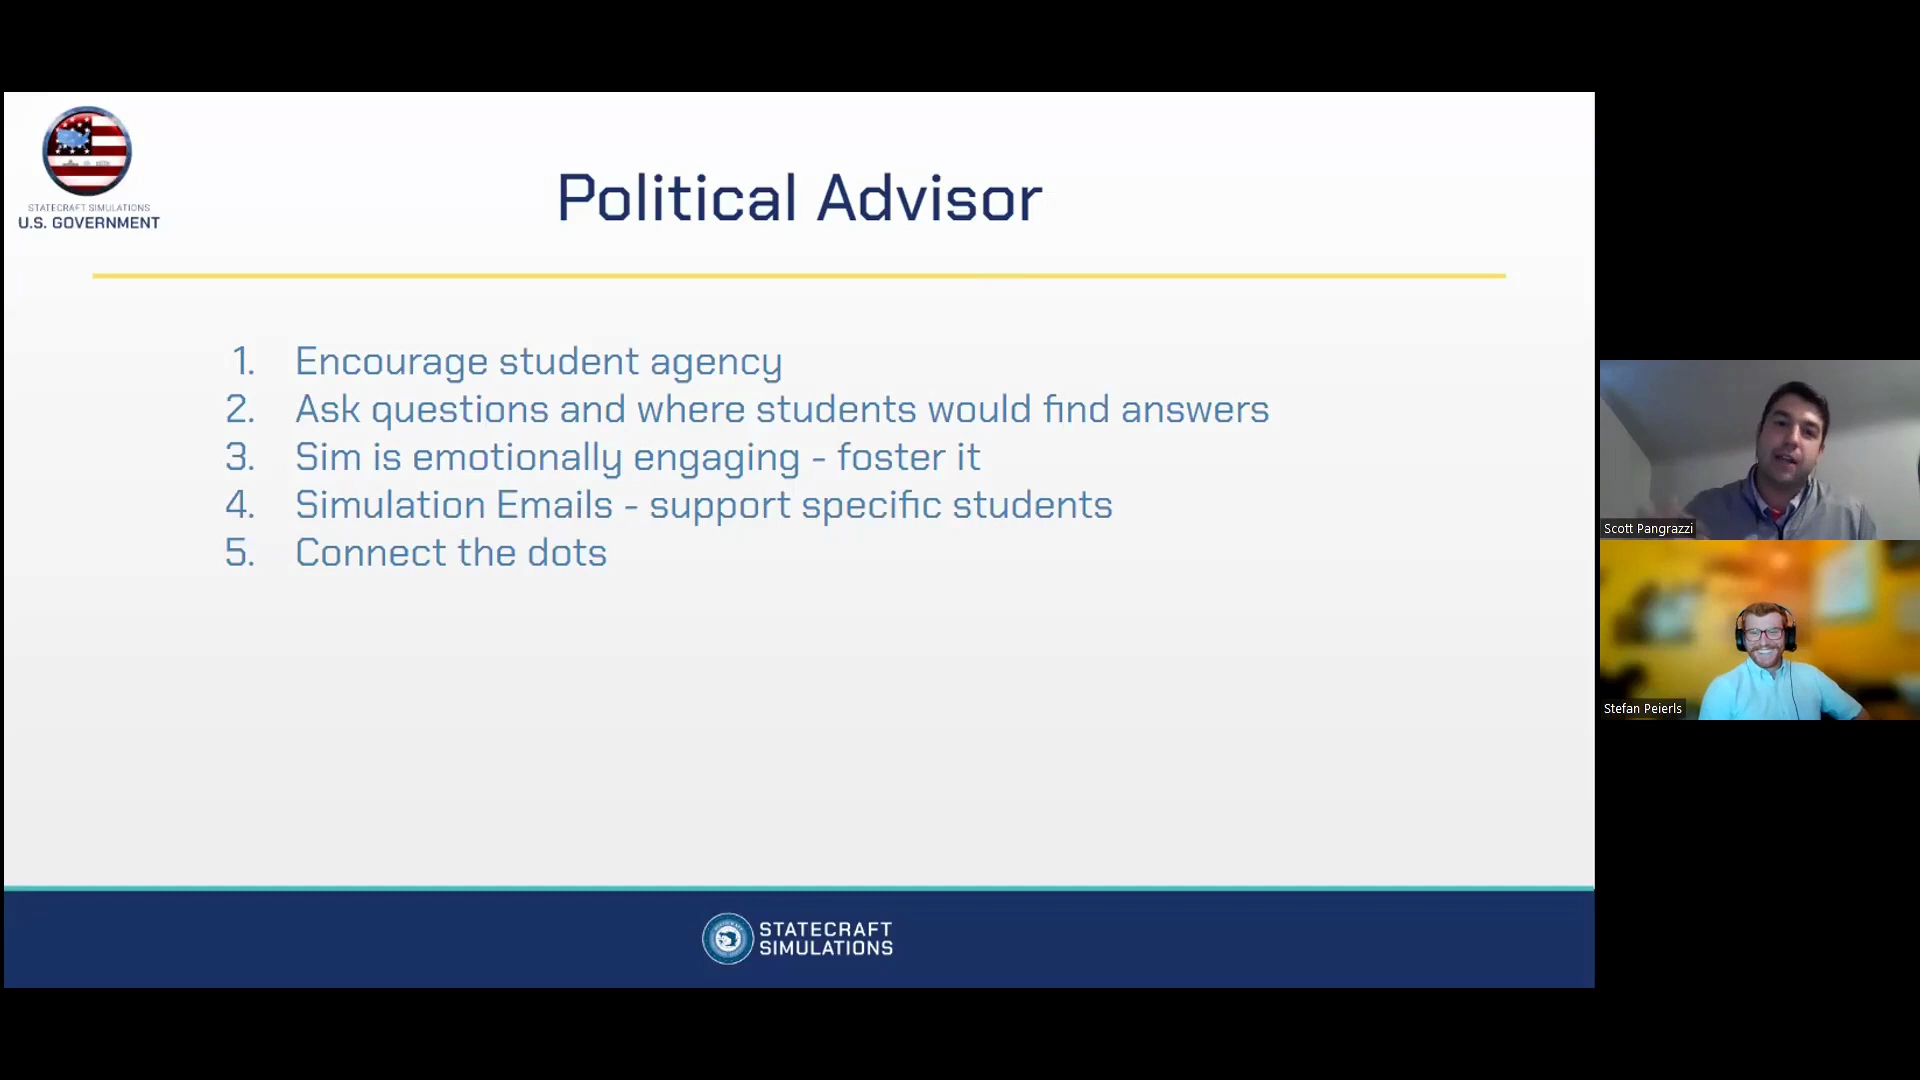 STATECRAFT SIMULATIONS
U.S. GOVERNMENT
Political Advisor
1. Encourage student agency
2. Ask questions and where students would find answers
3. Sim is emotionally engaging - foster it
4. Simulation Emails - support specific students
5. Connect the dots
STATECRAFT
SIMULATIONS
Scott Pangrazzi
Stefan Peierls